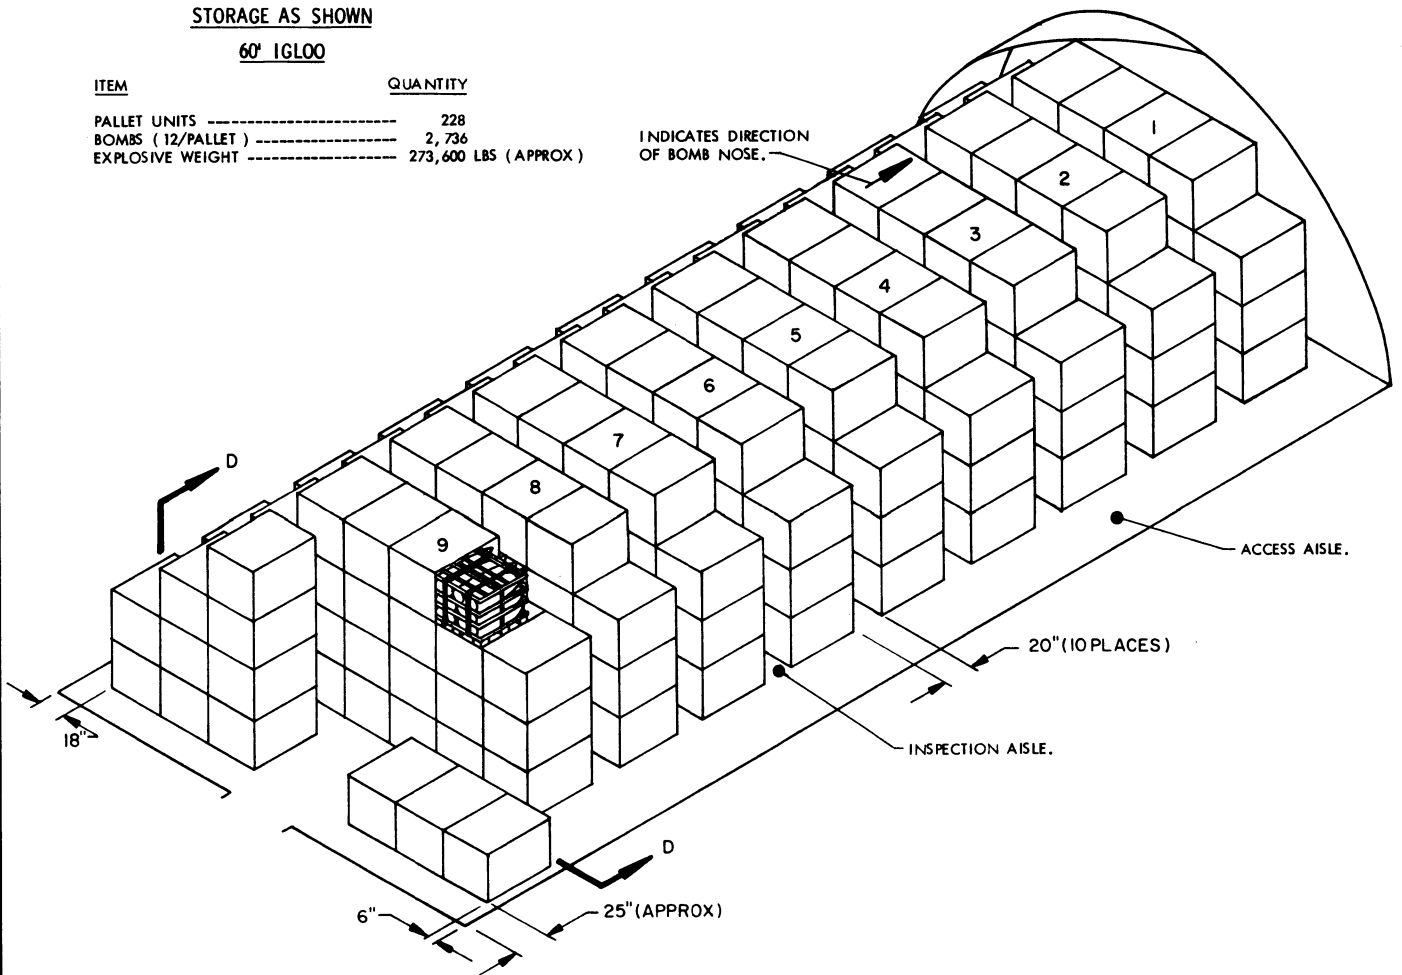 STORAGE AS SHOWN
60' IGLOO
ITEM QUANTITY
PALLET UNITS -------------------------- 228
BOMBS ( 12/PALLET ) -------------------- 2,736
EXPLOSIVE WEIGHT -------------------- 273,600 LBS ( APPROX )
INDICATES DIRECTION
OF BOMB NOSE.
1
2
3
4
5
6
7
8
9
D
ACCESS AISLE.
20"(10 PLACES)
18"
INSPECTION AISLE.
D
6"
25"(APPROX)